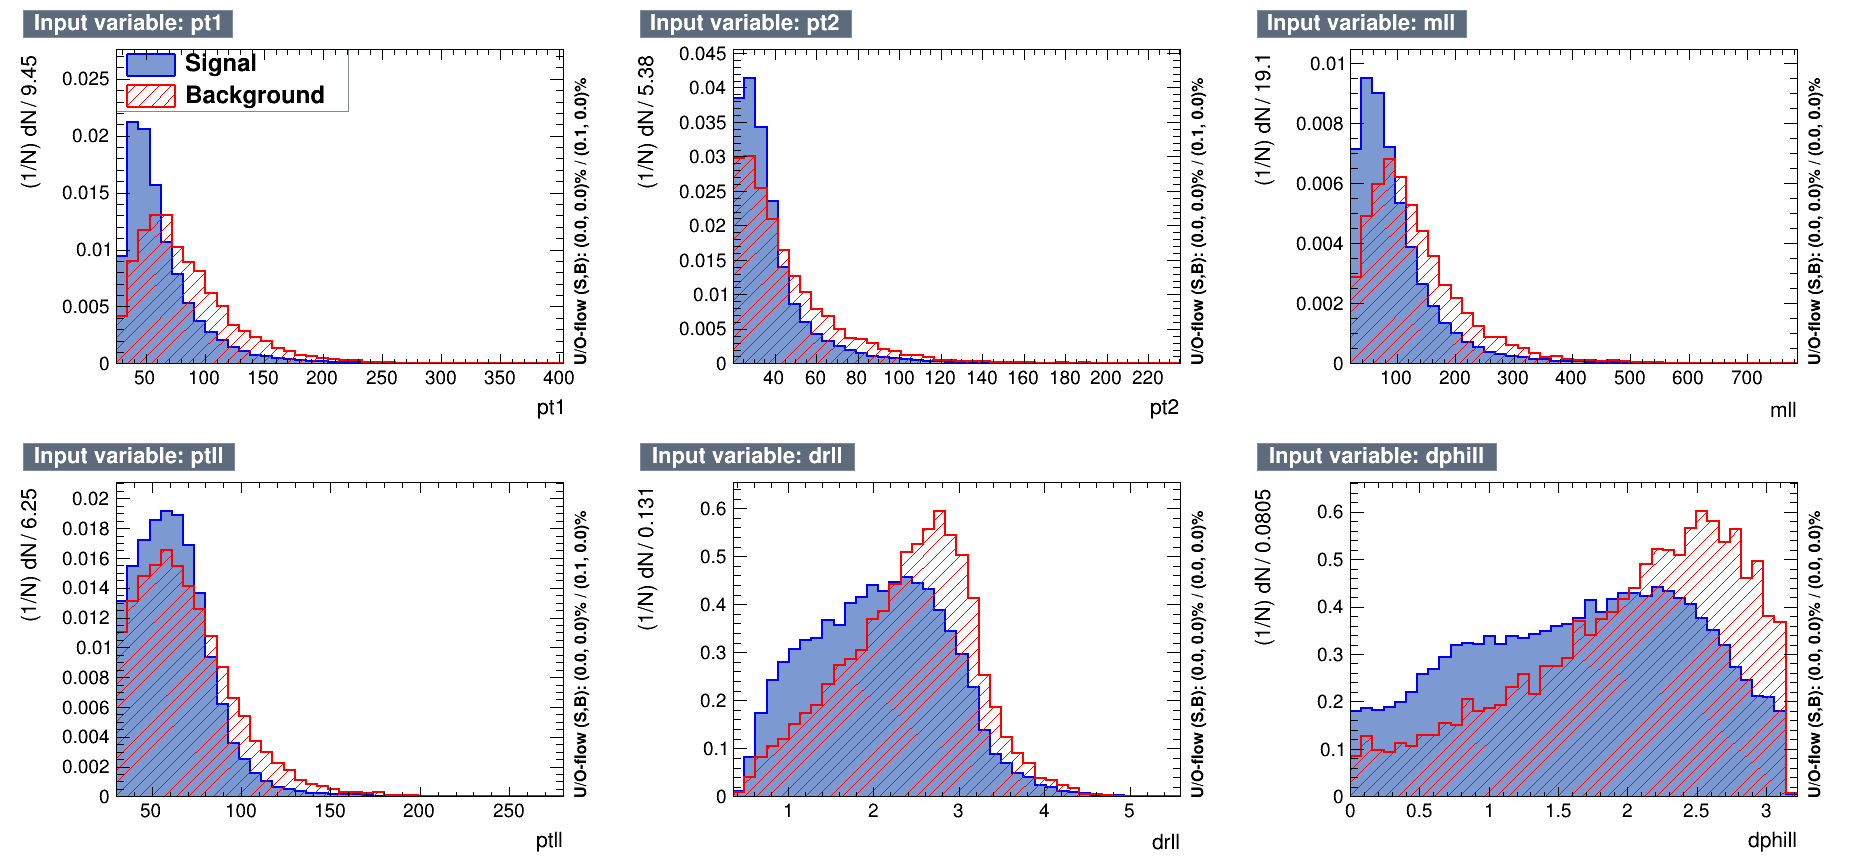 Input variable: pt1
(1/N) dN / 9.45
Signal
Background
0.025
0.02
0.015
0.01
0.005
0
50 100 150 200 250 300 350 400
pt1
U/O-flow (S,B): (0.0, 0.0)% / (0.1, 0.0)%
Input variable: pt2
(1/N) dN / 5.38
0.045
0.04
0.035
0.03
0.025
0.02
0.015
0.01
0.005
0
40 60 80 100 120 140 160 180 200 220
pt2
U/O-flow (S,B): (0.0, 0.0)% / (0.1, 0.0)%
Input variable: mll
(1/N) dN / 19.1
0.01
0.008
0.006
0.004
0.002
0
100 200 300 400 500 600 700
mll
U/O-flow (S,B): (0.0, 0.0)% / (0.0, 0.0)%
Input variable: ptll
(1/N) dN / 6.25
0.02
0.018
0.016
0.014
0.012
0.01
0.008
0.006
0.004
0.002
0
50 100 150 200 250
ptll
U/O-flow (S,B): (0.0, 0.0)% / (0.1, 0.0)%
Input variable: drll
(1/N) dN / 0.131
0.6
0.5
0.4
0.3
0.2
0.1
0
1 2 3 4 5
drll
U/O-flow (S,B): (0.0, 0.0)% / (0.0, 0.0)%
Input variable: dphill
(1/N) dN / 0.0805
0.6
0.5
0.4
0.3
0.2
0.1
0
0 0.5 1 1.5 2 2.5 3
dphill
U/O-flow (S,B): (0.0, 0.0)% / (0.0, 0.0)%